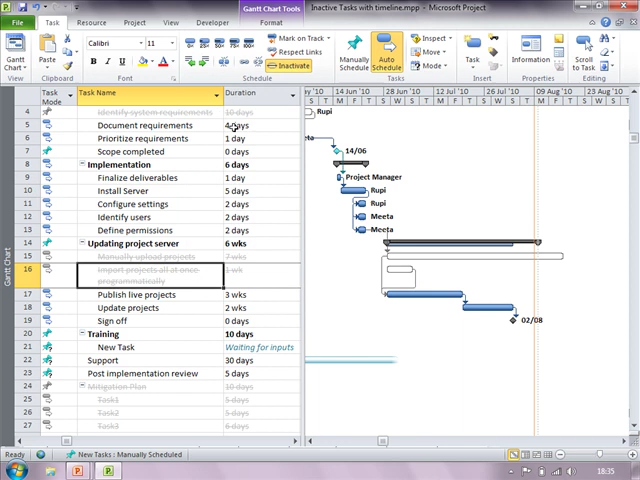 Gantt Chart Tools
Inactive Tasks with timeline.mpp - Microsoft Project
File
Task
Resource
Project
View
Developer
Format
Gantt Chart
View
Paste
Clipboard
Calibri
11
B I U
Font
Mark on Track
Respect Links
Inactivate
Schedule
Manually Schedule
Auto Schedule
Inspect
Move
Mode
Tasks
Task
Insert
Information
Properties
Scroll to Task
Editing
Task Mode
Task Name
Duration
14 Jun '10
28 Jun '10
12 Jul '10
26 Jul '10
09 Aug '10
23 Aug '10
4 Identify system requirements 10 days
5 Document requirements 4 days
6 Prioritize requirements 1 day
7 Scope completed 0 days
8 Implementation 6 days
9 Finalize deliverables 1 day
10 Install Server 5 days
11 Configure settings 2 days
12 Identify users 2 days
13 Define permissions 2 days
14 Updating project server 6 wks
15 Manually upload projects 7 wks
16 Import projects all at once programmatically 1 wk
17 Publish live projects 3 wks
18 Update projects 2 wks
19 Sign off 0 days
20 Training 10 days
21 New Task Waiting for inputs
22 Support 30 days
23 Post implementation review 5 days
24 Mitigation Plan 10 days
25 Task1 5 days
26 Task2 3 days
27 Task3 6 days
Rupi
14/06
Project Manager
Rupi
Rupi
Meeta
Meeta
02/08
Gantt Chart
Ready
New Tasks : Manually Scheduled
18:35